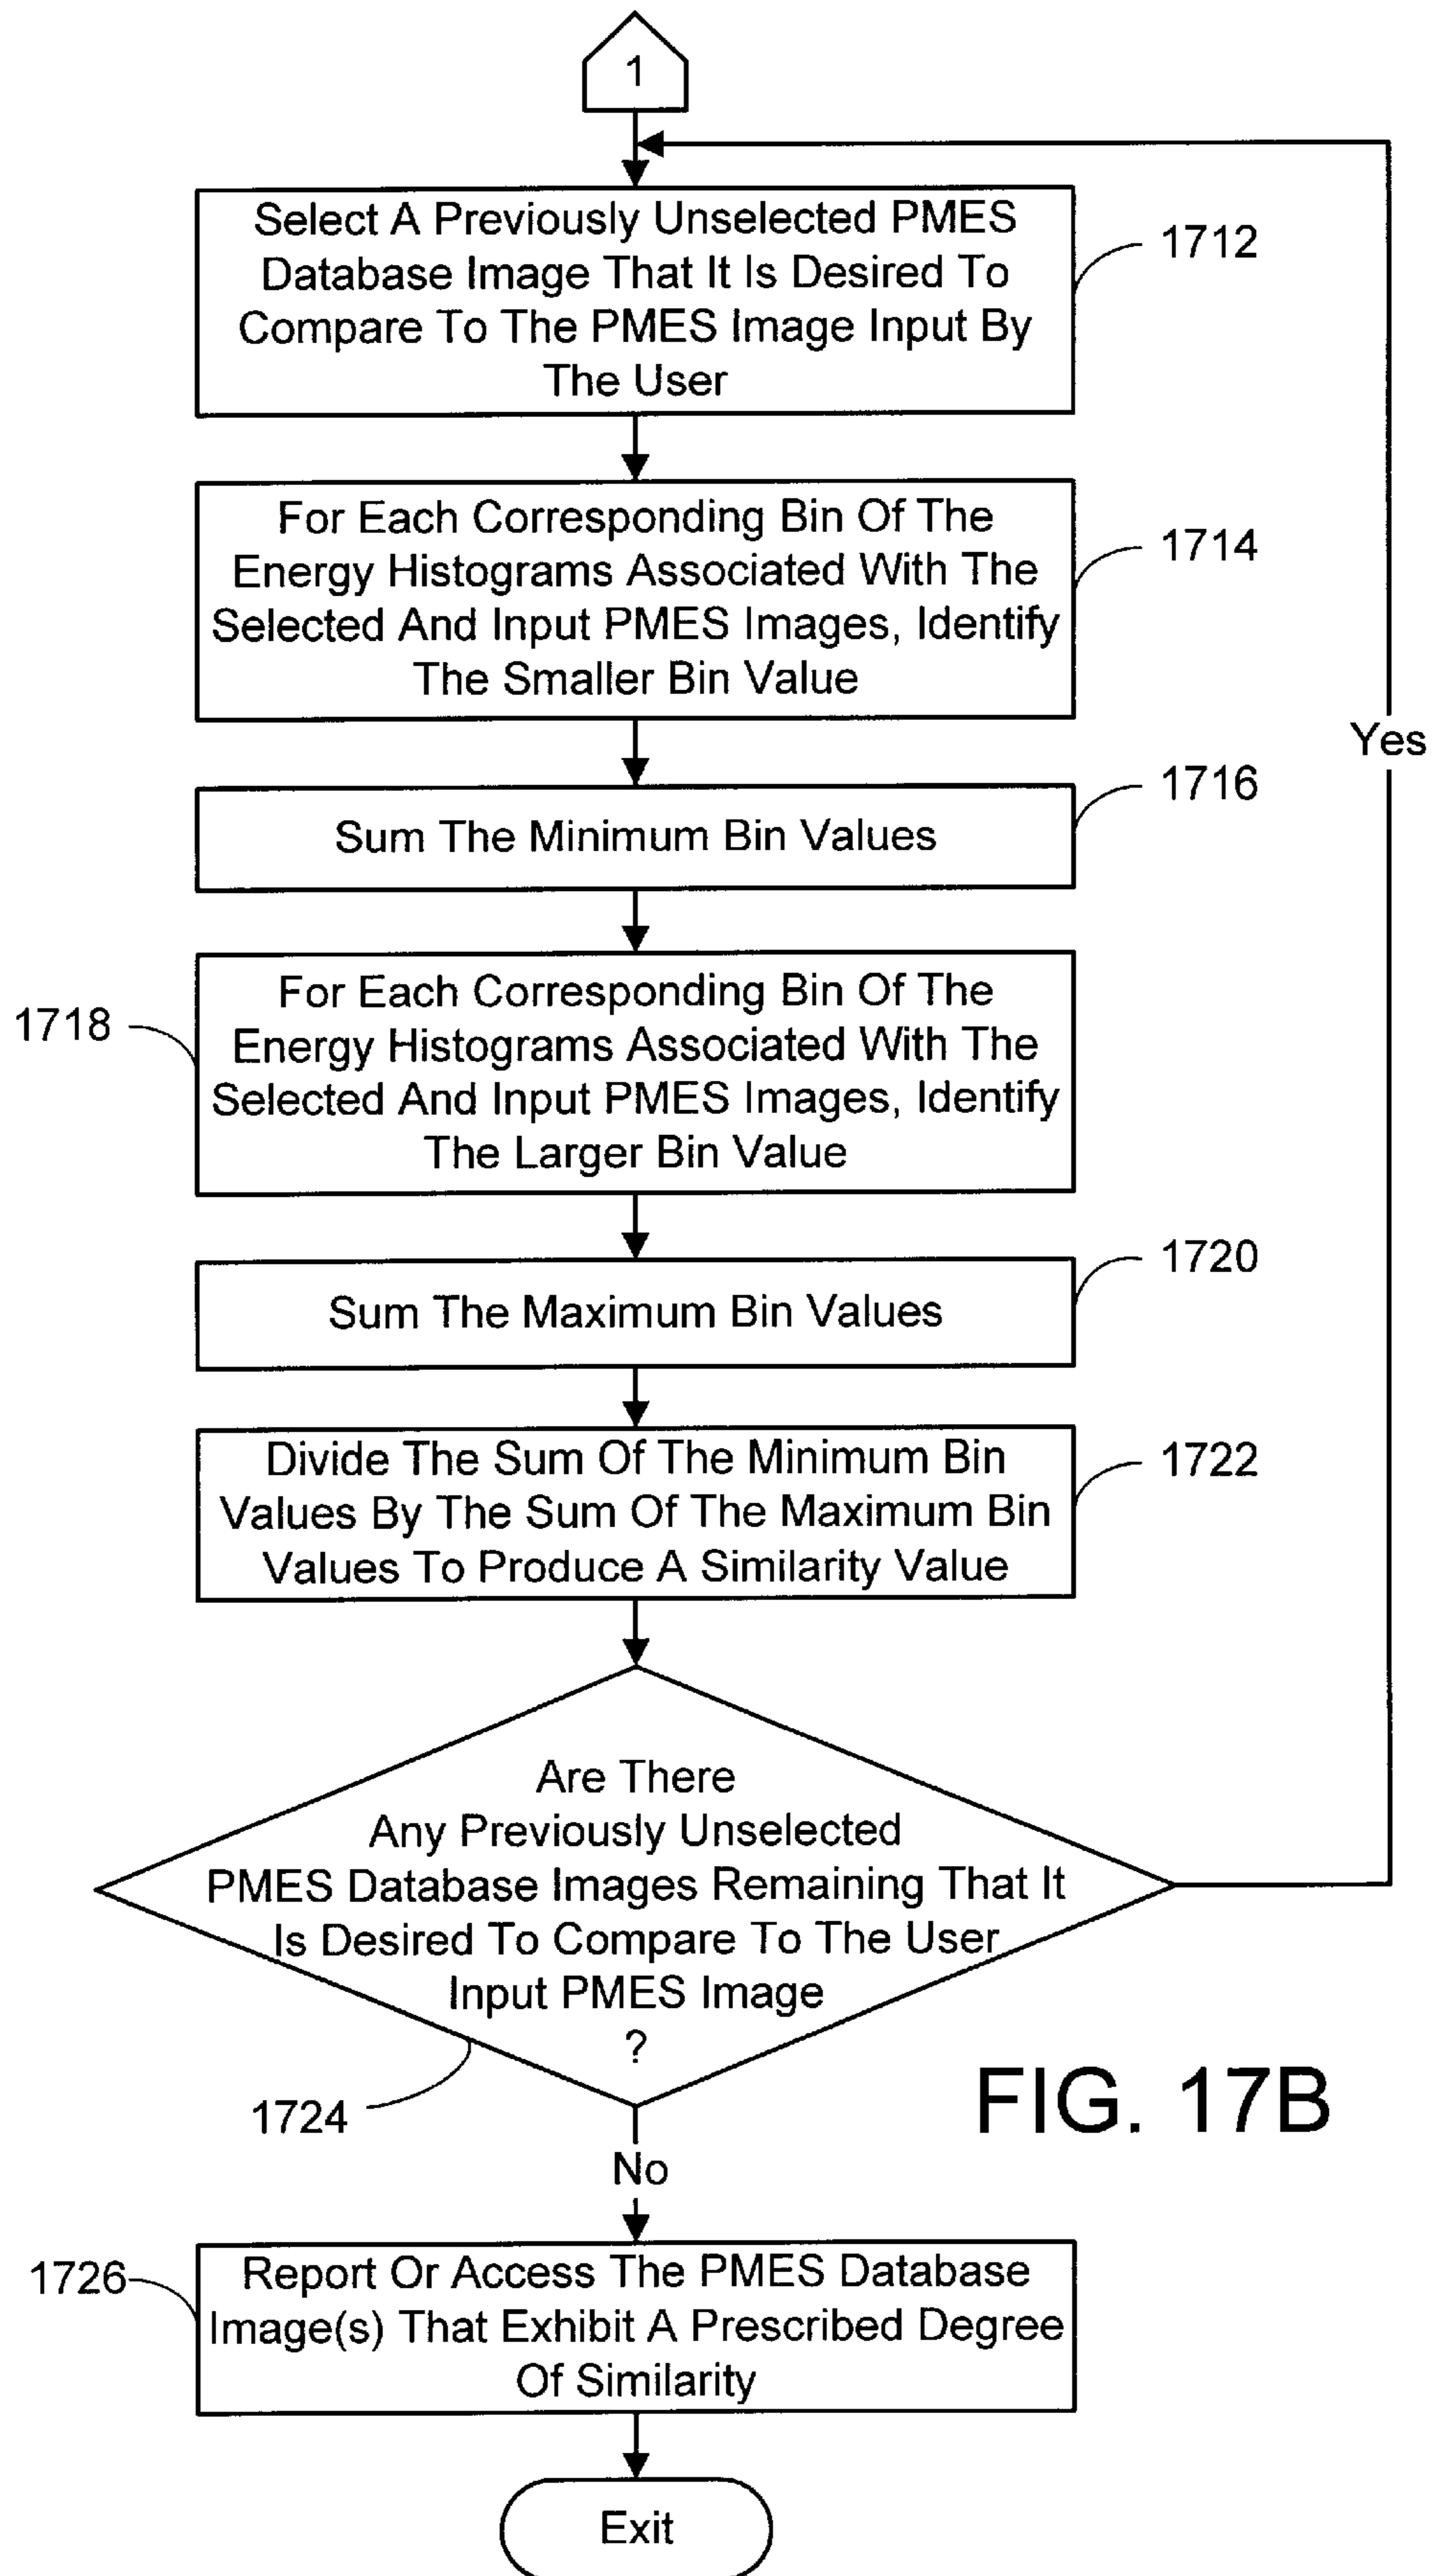 1
Select A Previously Unselected PMES
Database Image That It Is Desired To
Compare To The PMES Image Input By
The User
1712
For Each Corresponding Bin Of The
Energy Histograms Associated With The
Selected And Input PMES Images, Identify
The Smaller Bin Value
1714
Yes
Sum The Minimum Bin Values
1716
For Each Corresponding Bin Of The
Energy Histograms Associated With The
Selected And Input PMES Images, Identify
The Larger Bin Value
1718
Sum The Maximum Bin Values
1720
Divide The Sum Of The Minimum Bin
Values By The Sum Of The Maximum Bin
Values To Produce A Similarity Value
1722
Are There
Any Previously Unselected
PMES Database Images Remaining That It
Is Desired To Compare To The User
Input PMES Image
?
1724
FIG. 17B
No
1726
Report Or Access The PMES Database
Image(s) That Exhibit A Prescribed Degree
Of Similarity
Exit